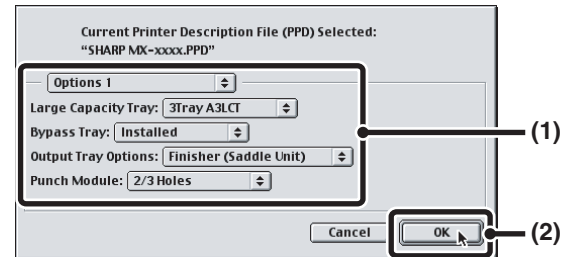 Current Printer Description File (PPD) Selected:
“SHARP MX-xxxx.PPD”
Options 1
Large Capacity Tray: 3Tray A3LCT
(1)
Bypass Tray: Installed
Output Tray Options: Finisher (Saddle Unit)
Punch Module: 2/3 Holes
Cancel OK (2)